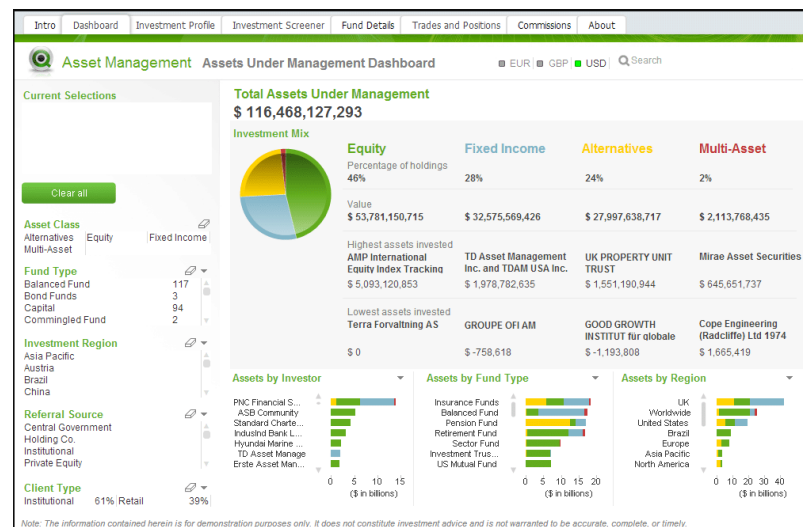 Intro Dashboard Investment Profile Investment Screener Fund Details Trades and Positions Commissions About
Asset Management Assets Under Management Dashboard EUR GBP USD Search
Current Selections
Clear all
Asset Class
Alternatives Equity Fixed Income
Multi-Asset
Fund Type
Balanced Fund 117
Bond Funds 3
Capital 94
Commingled Fund 2
Investment Region
Asia Pacific
Austria
Brazil
China
Referral Source
Central Government
Holding Co.
Institutional
Private Equity
Client Type
Institutional 61% Retail 39%
Total Assets Under Management
$ 116,468,127,293
Investment Mix
Equity Fixed Income Alternatives Multi-Asset
Percentage of holdings
46% 28% 24% 2%
Value
$ 53,781,150,715 $ 32,575,569,426 $ 27,997,638,717 $ 2,113,768,435
Highest assets invested
AMP International TD Asset Management UK PROPERTY UNIT Mirae Asset Securities
Equity Index Tracking Inc. and TDAM USA Inc. TRUST
$ 5,093,120,853 $ 1,978,782,635 $ 1,551,190,944 $ 645,651,737
Lowest assets invested
Terra Forvaltning AS GROUPE OFI AM GOOD GROWTH Cope Engineering
INSTITUT für globale (Radcliffe) Ltd 1974
$ 0 $ -758,618 $ -1,193,808 $ 1,665,419
Assets by Investor
PNC Financial S...
ASB Community
Standard Charte...
IndusInd Bank L...
Hyundai Marine ...
TD Asset Manage
Erste Asset Man...
0 5 10 15
($ in billions)
Assets by Fund Type
Insurance Funds
Balanced Fund
Pension Fund
Retirement Fund
Sector Fund
Investment Trus...
US Mutual Fund
0 5 10 15 20
($ in billions)
Assets by Region
UK
Worldwide
United States
Brazil
Europe
Asia Pacific
North America
0 10 20 30 40
($ in billions)
Note: The information contained herein is for demonstration purposes only. It does not constitute investment advice and is not warranted to be accurate, complete, or timely.